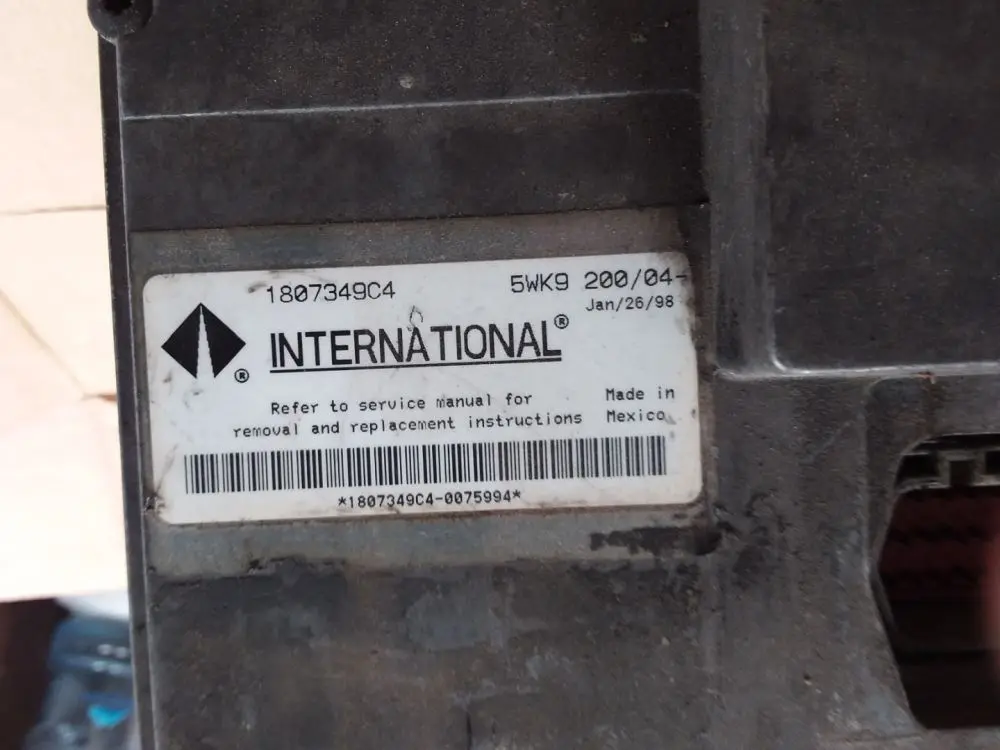 1807349C4 5WK9 200/04-
Jan/26/98
® INTERNATIONAL®
Refer to service manual for
removal and replacement instructions
Made in
Mexico
*1807349C4-0075994*